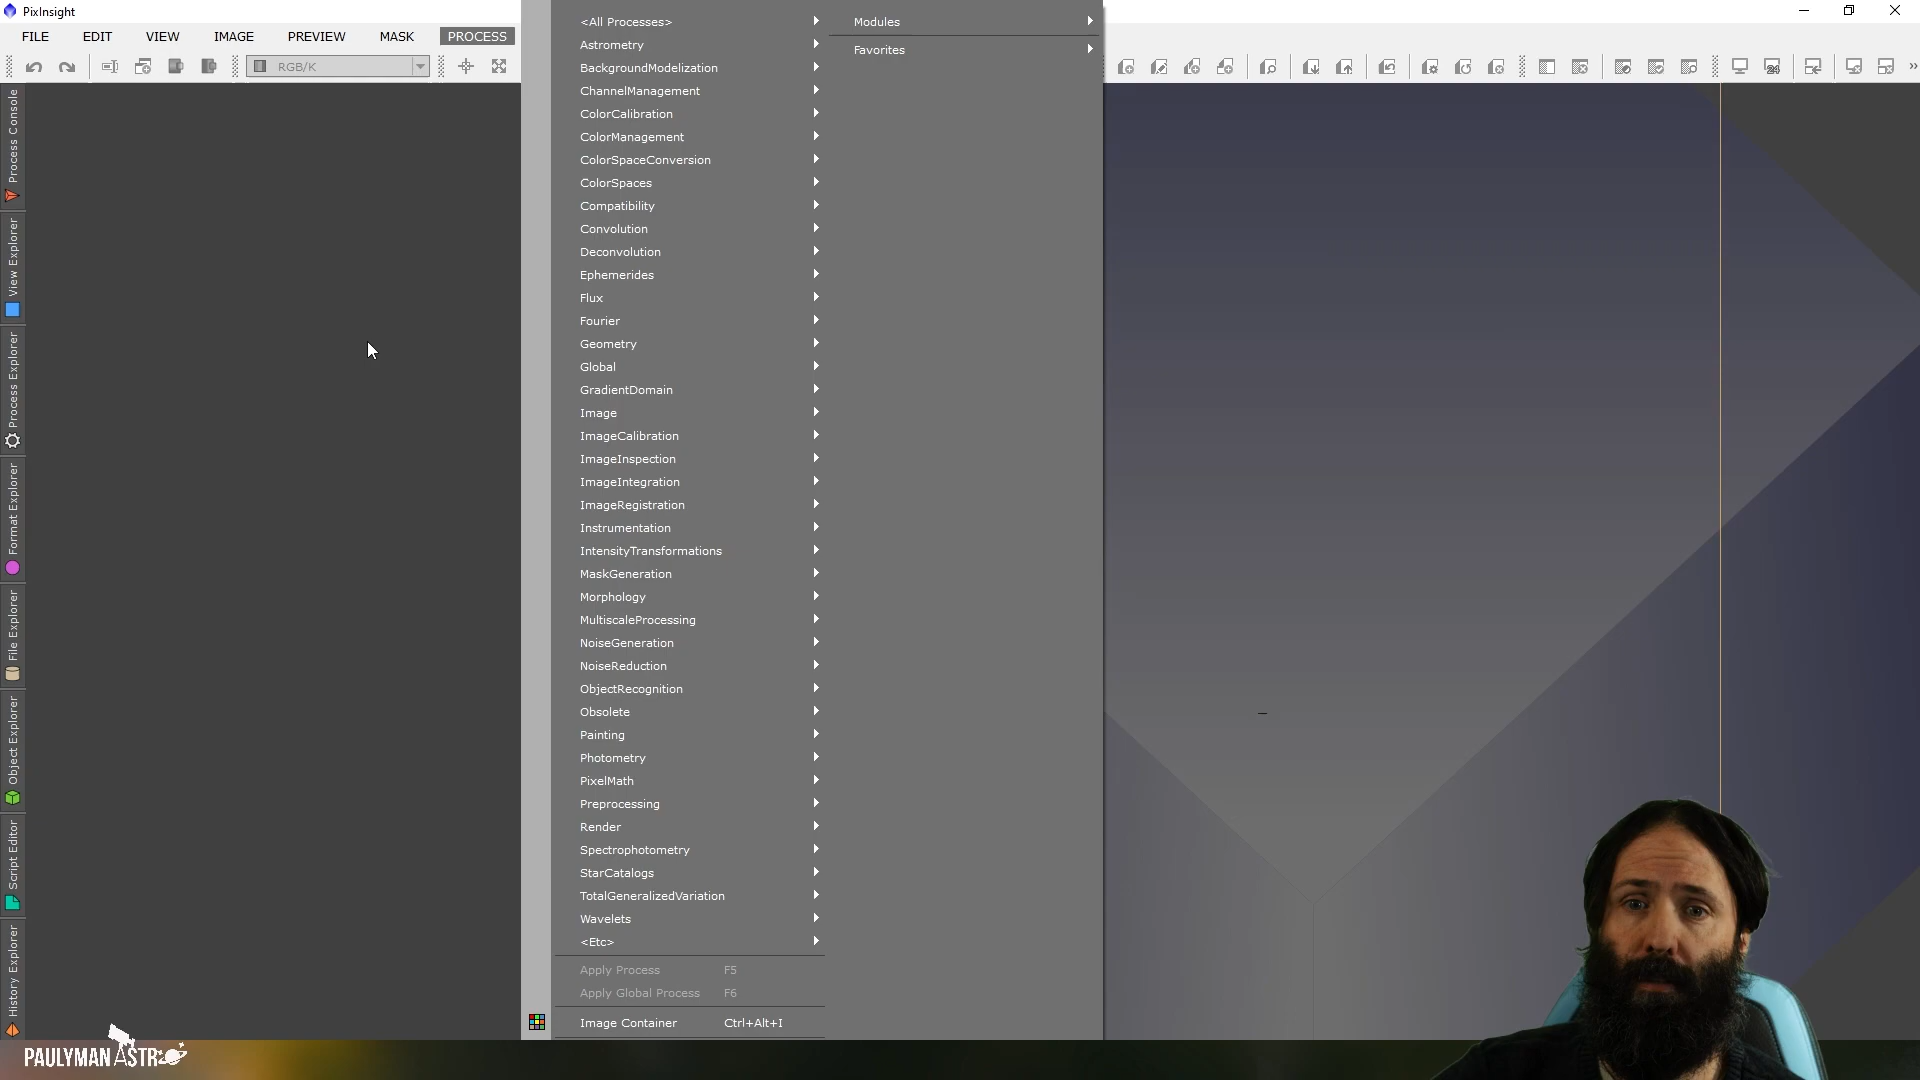 PixInsight
FILE EDIT VIEW IMAGE PREVIEW MASK PROCESS
RGB/K
Process Console
View Explorer
Process Explorer
Format Explorer
File Explorer
Object Explorer
Script Editor
History Explorer
<All Processes>
Astrometry
BackgroundModelization
ChannelManagement
ColorCalibration
ColorManagement
ColorSpaceConversion
ColorSpaces
Compatibility
Convolution
Deconvolution
Ephemerides
Flux
Fourier
Geometry
Global
GradientDomain
Image
ImageCalibration
ImageInspection
ImageIntegration
ImageRegistration
Instrumentation
IntensityTransformations
MaskGeneration
Morphology
MultiscaleProcessing
NoiseGeneration
NoiseReduction
ObjectRecognition
Obsolete
Painting
Photometry
PixelMath
Preprocessing
Render
Spectrophotometry
StarCatalogs
TotalGeneralizedVariation
Wavelets
<Etc>
Apply Process F5
Apply Global Process F6
Image Container Ctrl+Alt+I
Modules
Favorites
24
PAULYMAN ASTRO